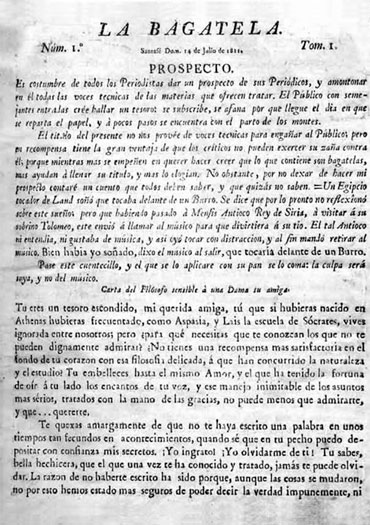 LA BAGATELA.
Núm. 1.º Santafé Dom. 14 de Julio de 1811. Tom. 1.
PROSPECTO.
Es costumbre de todos los Periodistas dar un prospecto de sus Periódicos, y amontonar
en él todas las voces tecnicas de las materias que ofrecen tratar. El Público con seme-
jantes entradas crée hallar un tesoro: se subscribe, se afana por que llegue el dia en que
se reparta el papel, y á pocos pasos se encuentra con el parto de los montes.
El titulo del presente no nos provée de voces tecnicas para engañar al Público; pero
en recompensa tiene la gran ventaja de que los críticos no pueden excercer su zaña contra
él; porque mientras mas se empeñen en querer hacer creer que lo que contiene son bagatelas,
mas ayudan á llenar su título, y mas lo elogian. No obstante, por no dexar de hacer mi
prospecto contaré un cuento que todos deben saber, y que quizás no saben. = Un Egipcio
tocador de Laud soñó que tocaba delante de un Burro. Se dice que por lo pronto no reflexionó
sobre este sueño; pero que habiendo pasado á Menfis Antioco Rey de Siria, á visitar á su
sobrino Tolomeo, este envió á llamar al músico para que divirtiera á su tio. El tal Antioco
ni entendia, ni gustaba de música, y asi oyó tocar con distraccion, y al fin mandó retirar al
músico. Bien habia yo soñado, dixo el músico al salir, que tocaria delante de un Burro.
Pase este cuentecillo, y el que se lo aplicare con su pan se lo coma: la culpa será
suya, y no del músico.
Carta del Filósofo sensible á una Dama su amiga.
Tu eres un tesoro escondido, mi querida amiga, tú que si hubieras nacido en
Athenas hubieras frecuentado, como Aspasia, y Lais la escuela de Sócrates, vives
ignorada entre nosotros; pero ¿pará qué necesitas que te conozcan los que no te
pueden dignamente admirar? ¡No tienes una recompensa mas satisfactoria en el
fondo de tu corazon con esa filosofia delicada, á que han concurrido la naturaleza
y el estudio! Tu embelleces hasta el mismo Amor, y el que ha tenido la fortuna
de oír á tu lado los encantos de tu voz, y ese manejo inimitable de los asuntos
mas sérios, tratados con la mano de las gracias, no puede menos que admirarte,
y que... quererte.
Te quexas amargamente de que no te haya escrito una palabra en unos
tiempos tan fecundos en acontecimientos, quando sé que en tu pecho puedo de-
positar con confianza mis secretos. ¡Yo ingrato! ¡Yo olvidarme de ti! Tu saber,
bella hechicera, que el que una vez te ha conocido y tratado, jamás te puede olvi-
dar. La razon de no haberte escrito ha sido porque, aunque las cosas se mudaron,
no por esto hemos estado mas seguros de poder decir la verdad impunemente, ni